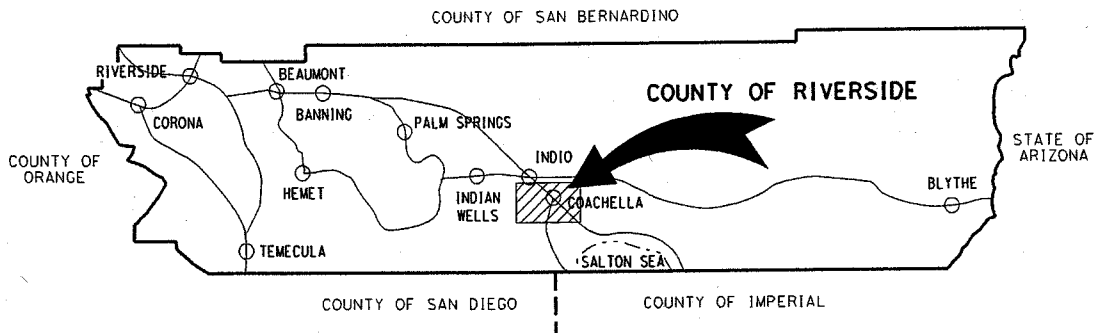 COUNTY OF SAN BERNARDINO
RIVERSIDE
BEAUMONT
COUNTY OF RIVERSIDE
CORONA
BANNING
PALM SPRINGS
STATE OF
ARIZONA
COUNTY OF
ORANGE
INDIO
HEMET
INDIAN
WELLS
COACHELLA
BLYTHE
TEMECULA
SALTON SEA
COUNTY OF SAN DIEGO
COUNTY OF IMPERIAL